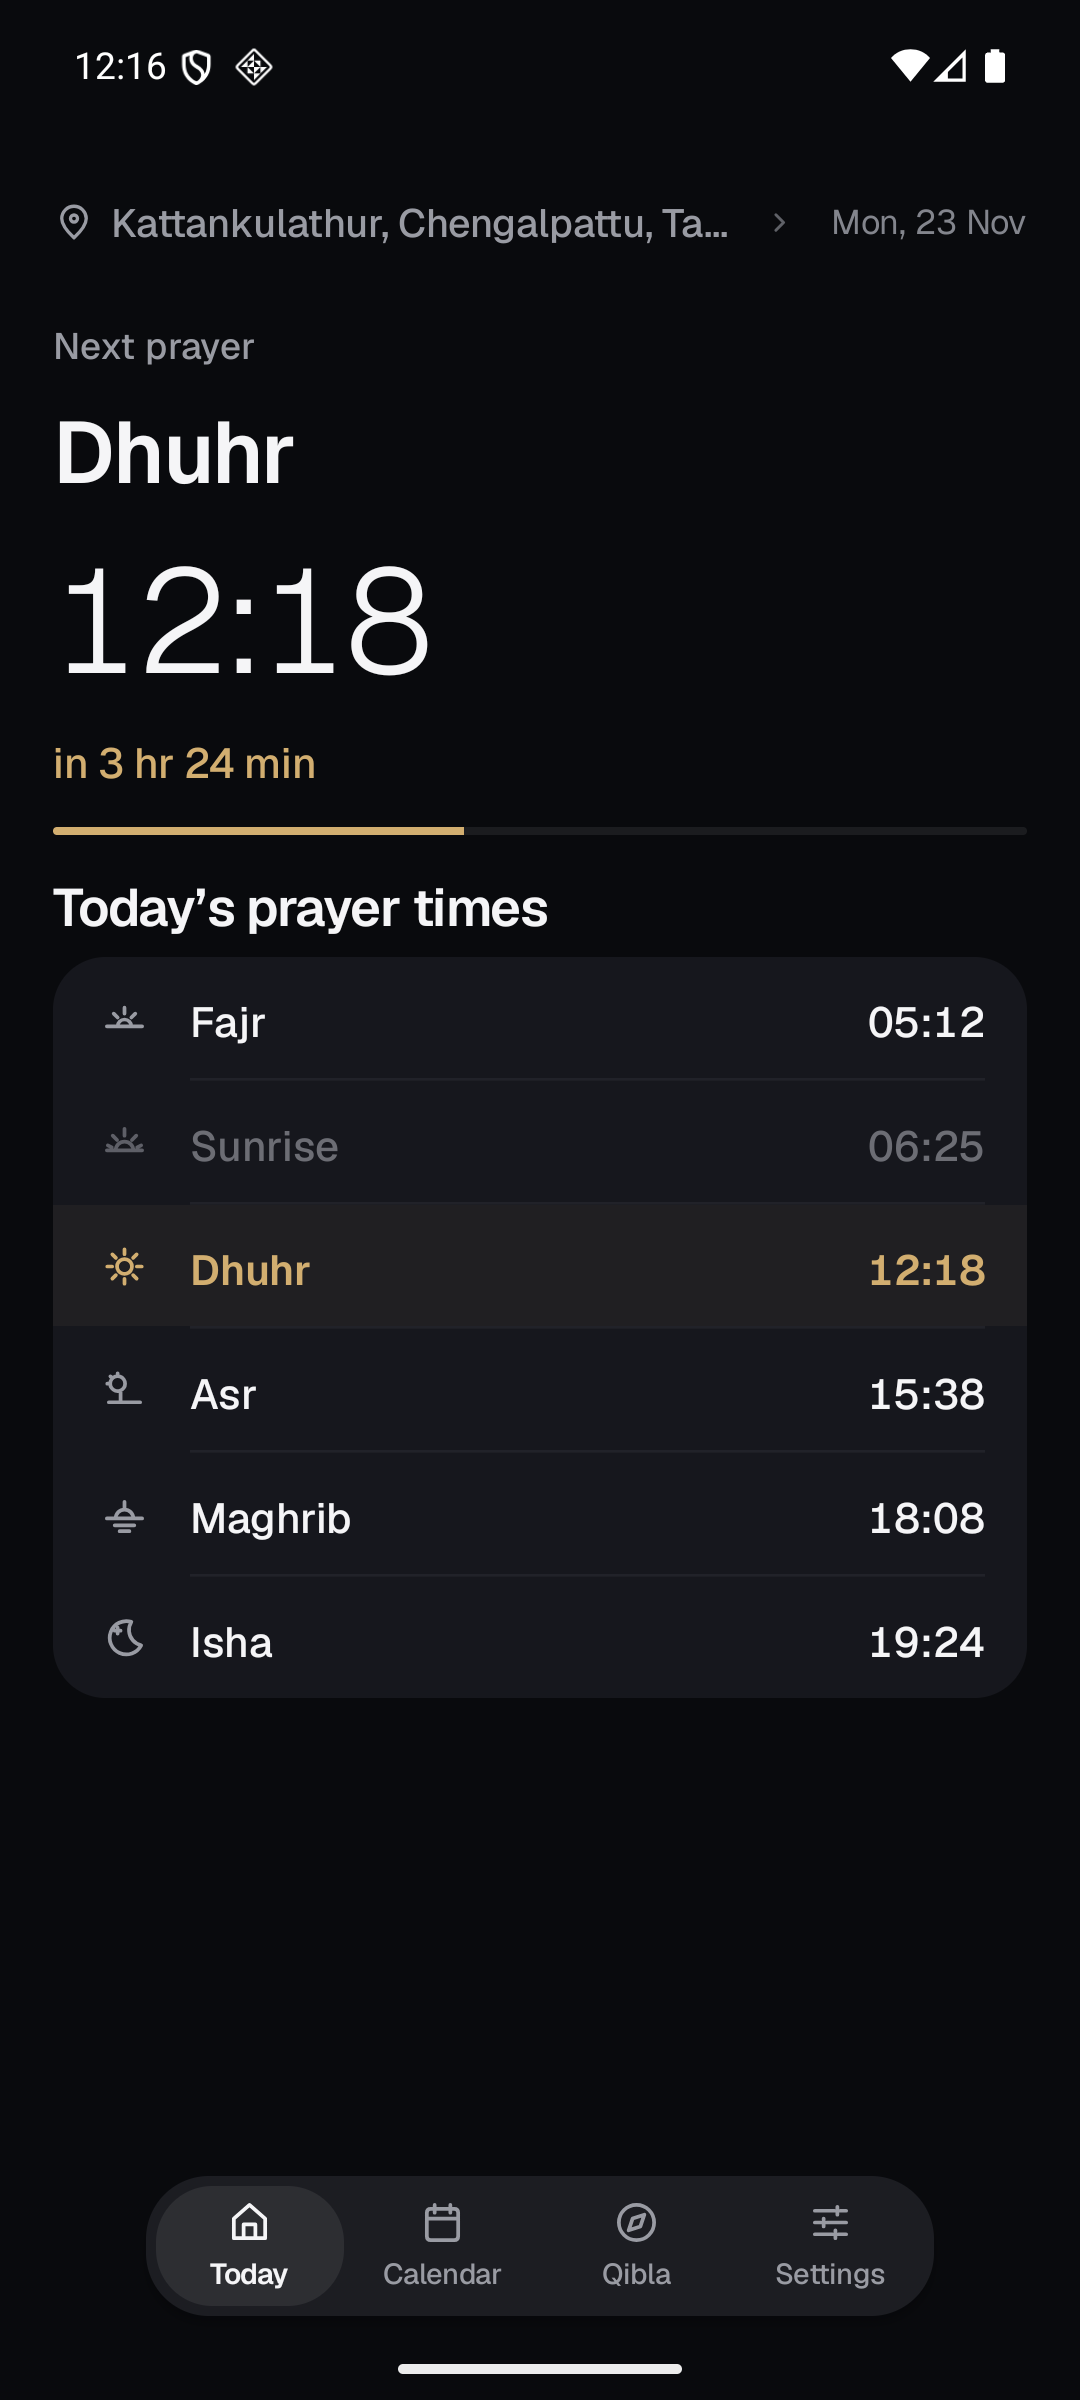 12:16
Kattankulathur, Chengalpattu, Ta... Mon, 23 Nov
Next prayer
Dhuhr
12:18
in 3 hr 24 min
Today’s prayer times
Fajr 05:12
Sunrise 06:25
Dhuhr 12:18
Asr 15:38
Maghrib 18:08
Isha 19:24
Today Calendar Qibla Settings